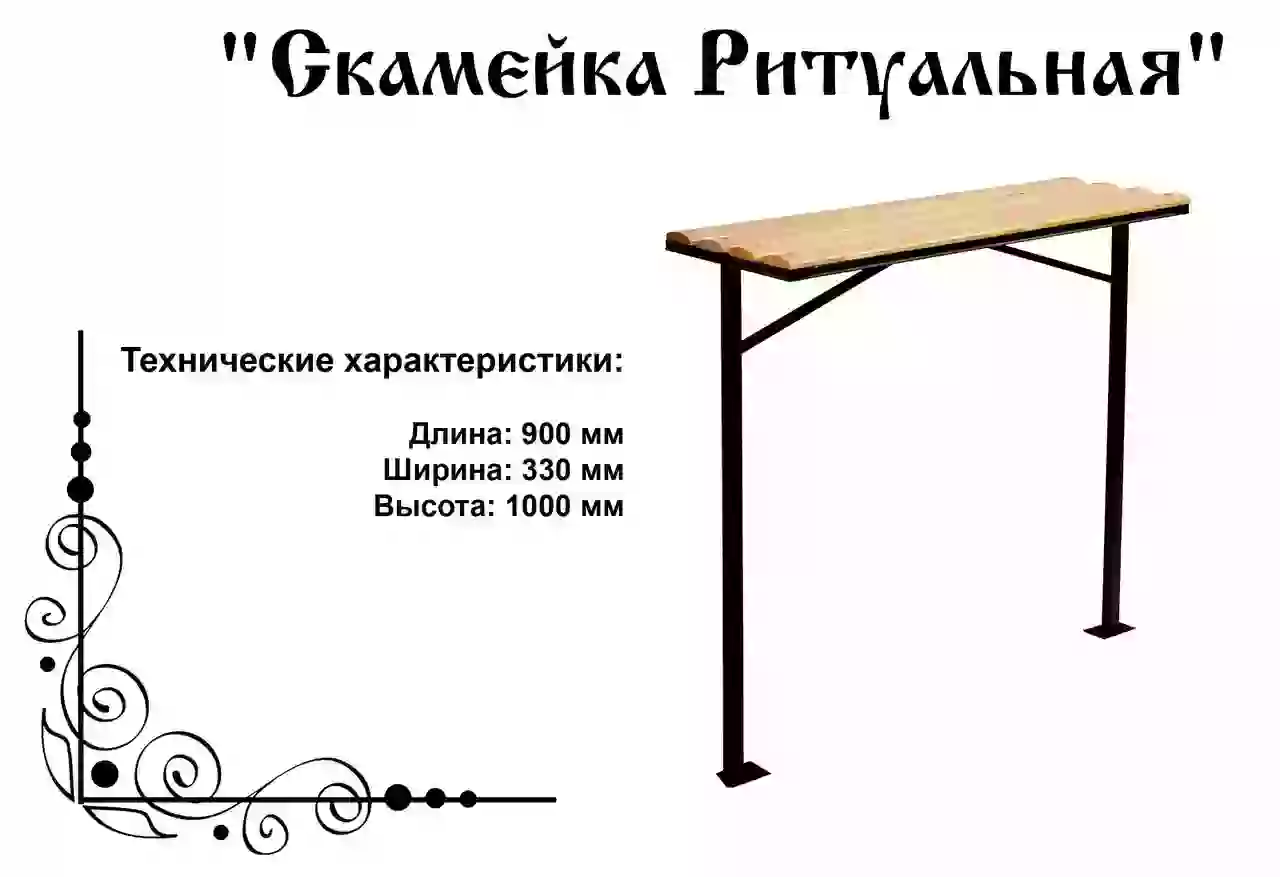 "Скамейка Ритуальная"
Технические характеристики:
Длина: 900 мм
Ширина: 330 мм
Высота: 1000 мм